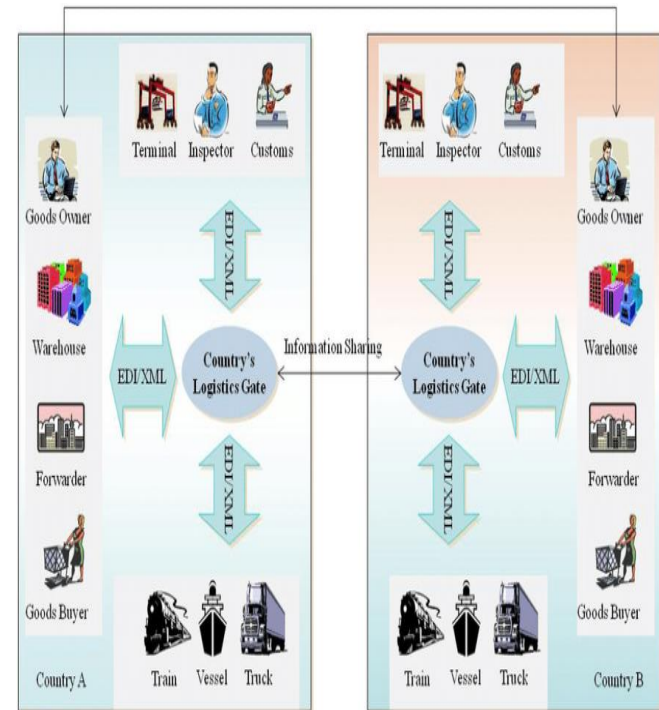 Terminal Inspector Customs
EDI/XML
Goods Owner
Warehouse
Forwarder
Goods Buyer
EDI/XML
Country's
Logistics Gate
EDI/XML
Train Vessel Truck
Country A
Information Sharing
Terminal Inspector Customs
EDI/XML
Country's
Logistics Gate
EDI/XML
Goods Owner
Warehouse
Forwarder
Goods Buyer
EDI/XML
Train Vessel Truck
Country B